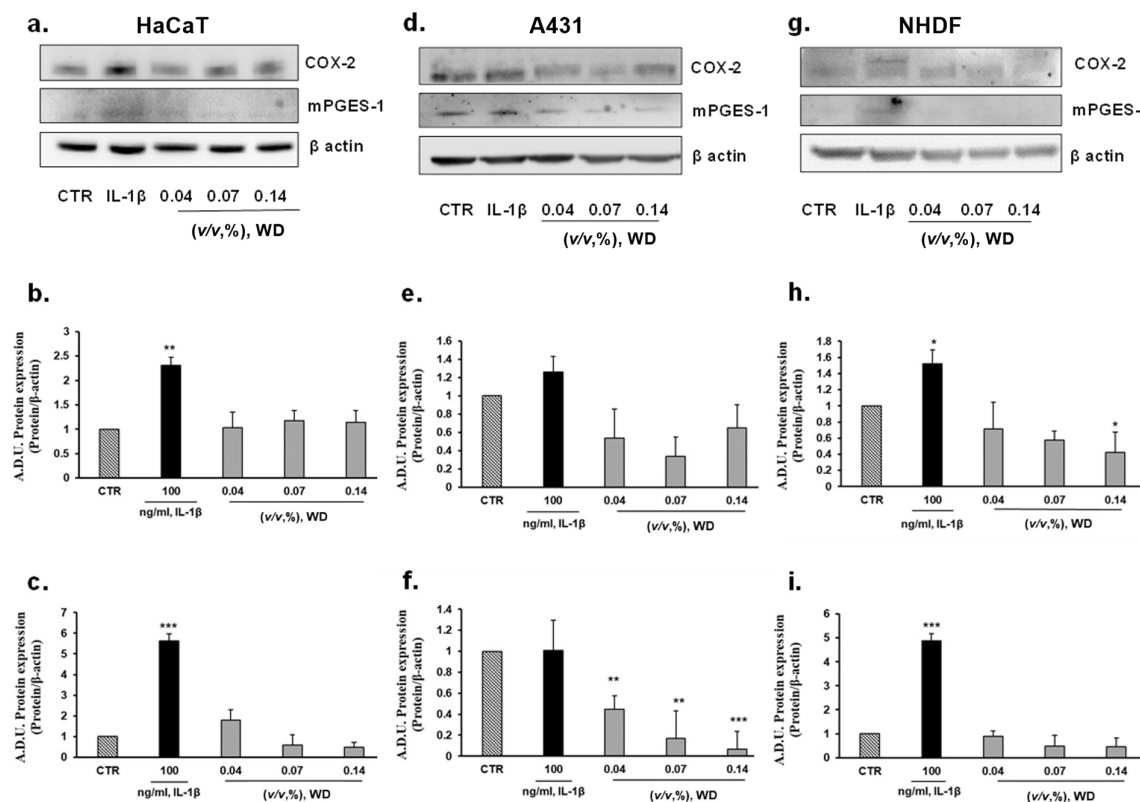 a. HaCaT
COX-2
mPGES-1
β actin
CTR IL-1β 0.04 0.07 0.14
(v/v,%), WD
d. A431
COX-2
mPGES-1
β actin
CTR IL-1β 0.04 0.07 0.14
(v/v,%), WD
g. NHDF
COX-2
mPGES-
β actin
CTR IL-1β 0.04 0.07 0.14
(v/v,%), WD
b.
A.D.U. Protein expression
(Protein/β-actin)
3
2.5
2
1.5
1
0.5
0
**
CTR 100 0.04 0.07 0.14
ng/ml, IL-1β (v/v,%), WD
e.
A.D.U. Protein expression
(Protein/β-actin)
1.6
1.4
1.2
1
0.8
0.6
0.4
0.2
0
CTR 100 0.04 0.07 0.14
ng/ml, IL-1β (v/v,%), WD
h.
A.D.U. Protein expression
(Protein/β-actin)
1.8
1.6
1.4
1.2
1
0.8
0.6
0.4
0.2
0
* *
CTR 100 0.04 0.07 0.14
ng/ml, IL-1β (v/v,%), WD
c.
A.D.U. Protein expression
(Protein/β-actin)
7
6
5
4
3
2
1
0
***
CTR 100 0.04 0.07 0.14
ng/ml, IL-1β (v/v,%), WD
f.
A.D.U. Protein expression
(Protein/β-actin)
1.4
1.2
1
0.8
0.6
0.4
0.2
0
** ** ***
CTR 100 0.04 0.07 0.14
ng/ml, IL-1β (v/v,%), WD
i.
A.D.U. Protein expression
(Protein/β-actin)
6
5
4
3
2
1
0
***
CTR 100 0.04 0.07 0.14
ng/ml, IL-1β (v/v,%), WD